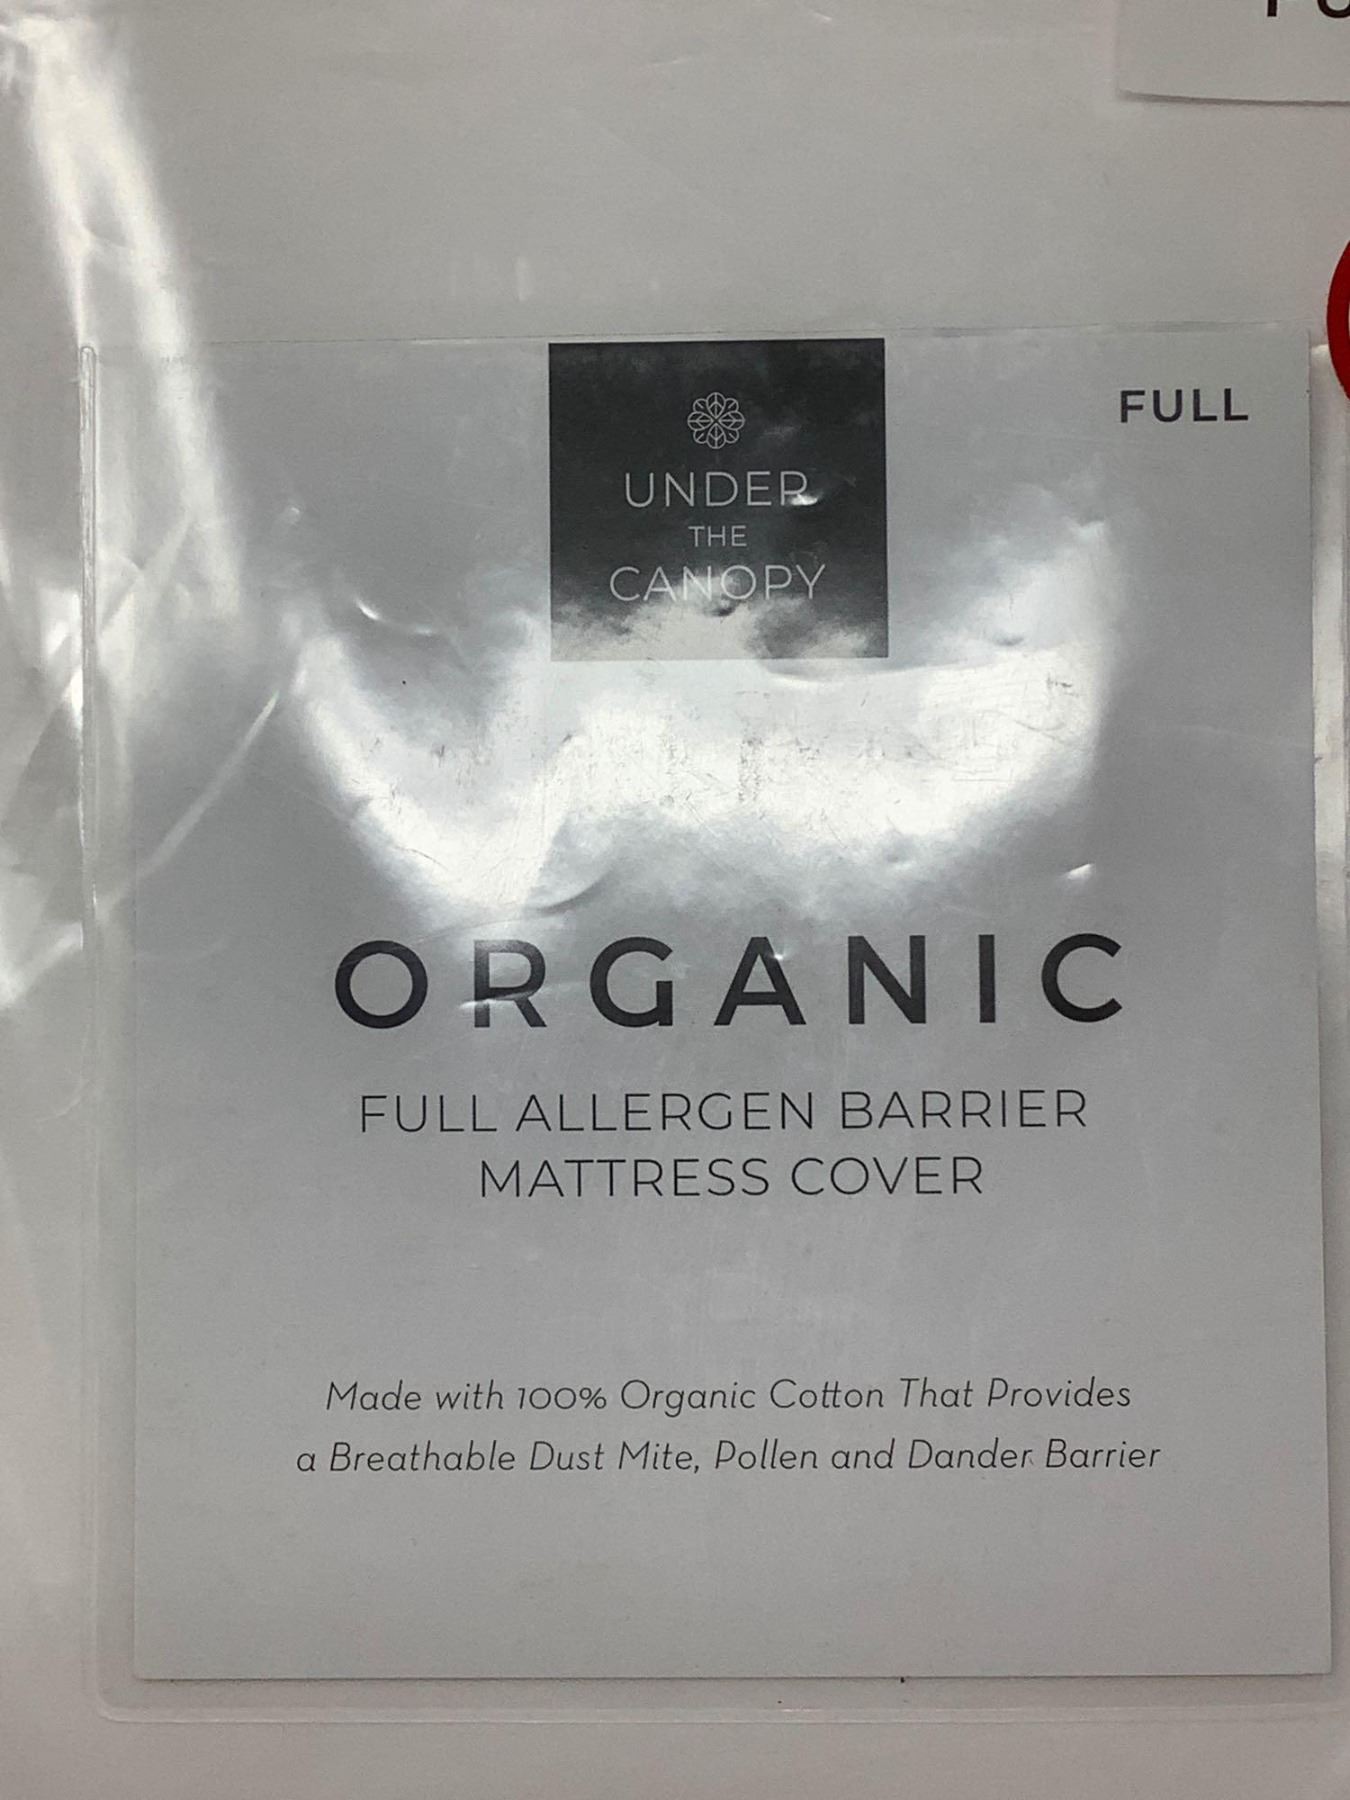 FULL
UNDER
THE
CANOPY
ORGANIC
FULL ALLERGEN BARRIER
MATTRESS COVER
Made with 100% Organic Cotton That Provides
a Breathable Dust Mite, Pollen and Dander Barrier